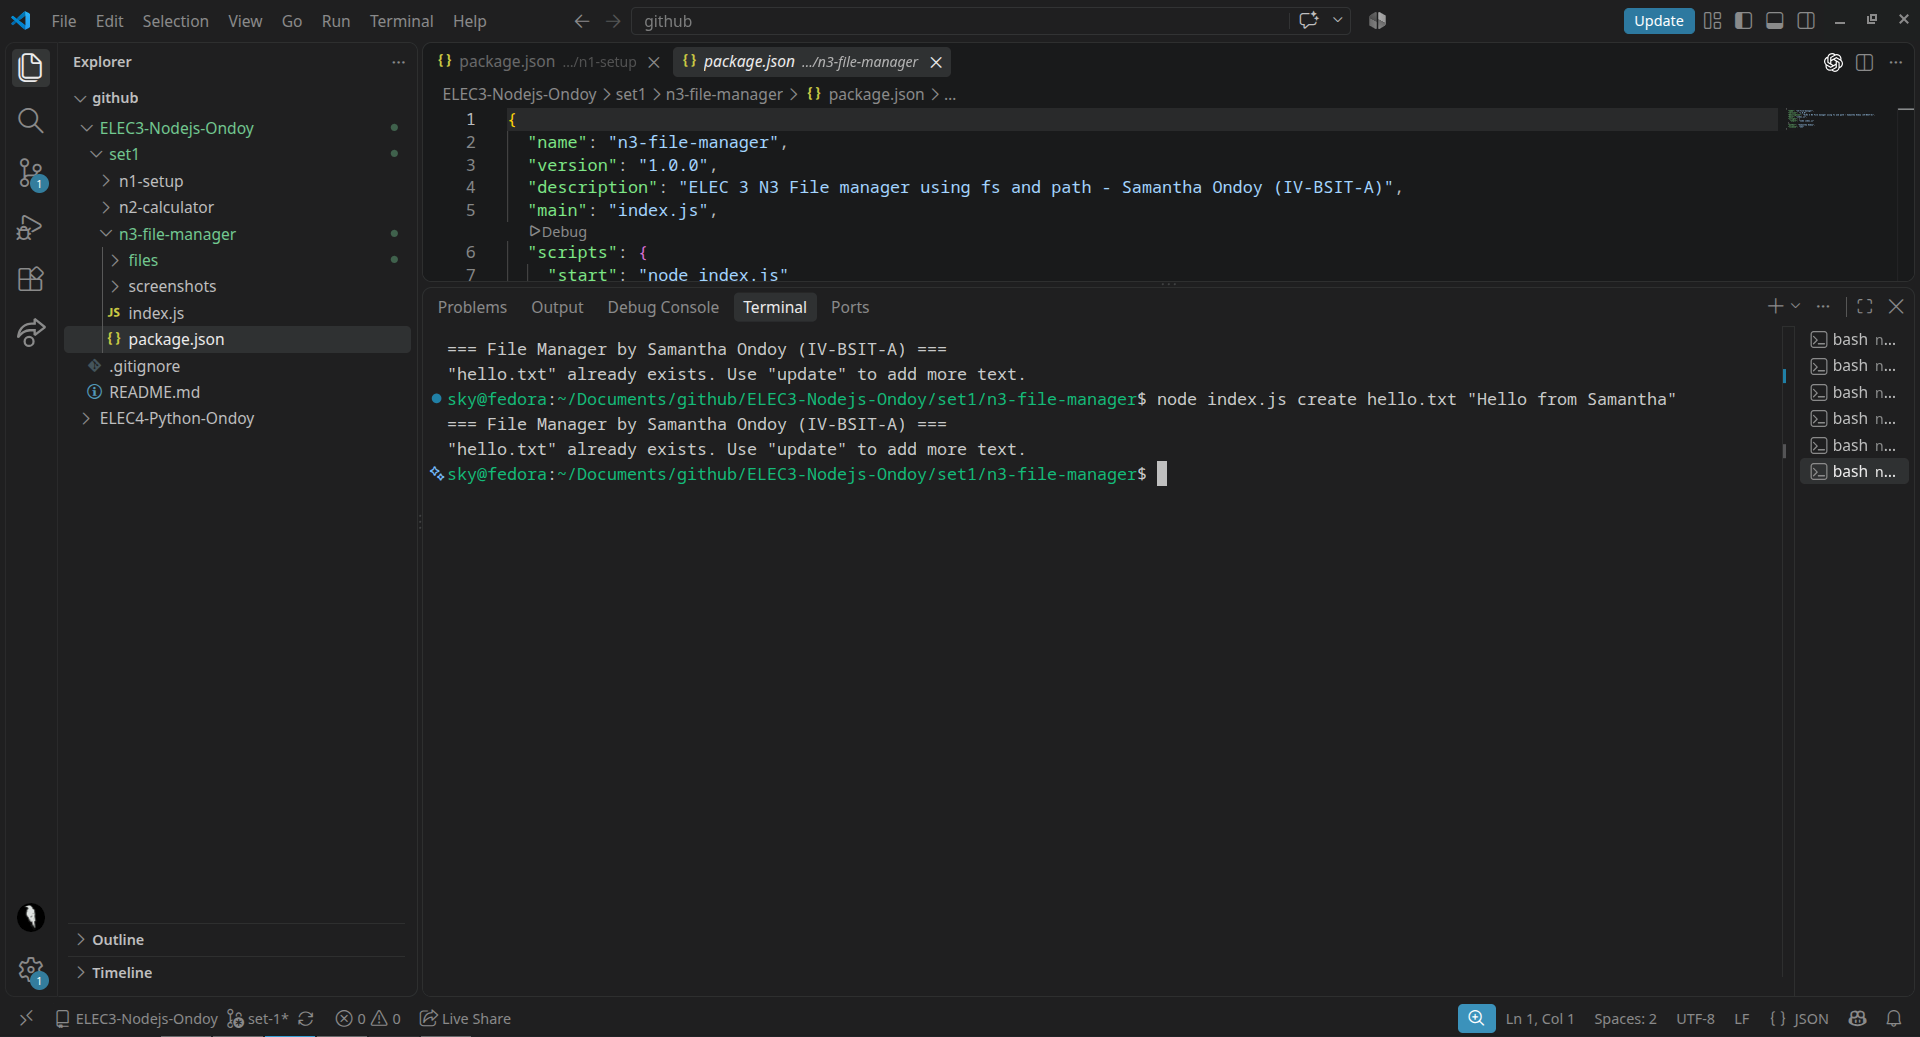 File Edit Selection View Go Run Terminal Help
github
Update
Explorer
github
ELEC3-Nodejs-Ondoy
set1
n1-setup
n2-calculator
n3-file-manager
files
screenshots
JS index.js
{} package.json
.gitignore
README.md
ELEC4-Python-Ondoy
Outline
Timeline
1
1
{} package.json .../n1-setup
{} package.json .../n3-file-manager
ELEC3-Nodejs-Ondoy > set1 > n3-file-manager > {} package.json > ...
1 {
2 "name": "n3-file-manager",
3 "version": "1.0.0",
4 "description": "ELEC 3 N3 File manager using fs and path - Samantha Ondoy (IV-BSIT-A)",
5 "main": "index.js",
Debug
6 "scripts": {
7 "start": "node index.js"
Problems Output Debug Console Terminal Ports
=== File Manager by Samantha Ondoy (IV-BSIT-A) ===
"hello.txt" already exists. Use "update" to add more text.
sky@fedora:~/Documents/github/ELEC3-Nodejs-Ondoy/set1/n3-file-manager$ node index.js create hello.txt "Hello from Samantha"
=== File Manager by Samantha Ondoy (IV-BSIT-A) ===
"hello.txt" already exists. Use "update" to add more text.
sky@fedora:~/Documents/github/ELEC3-Nodejs-Ondoy/set1/n3-file-manager$
bash n...
bash n...
bash n...
bash n...
bash n...
bash n...
ELEC3-Nodejs-Ondoy set-1* 0 0 Live Share
Ln 1, Col 1 Spaces: 2 UTF-8 LF {} JSON